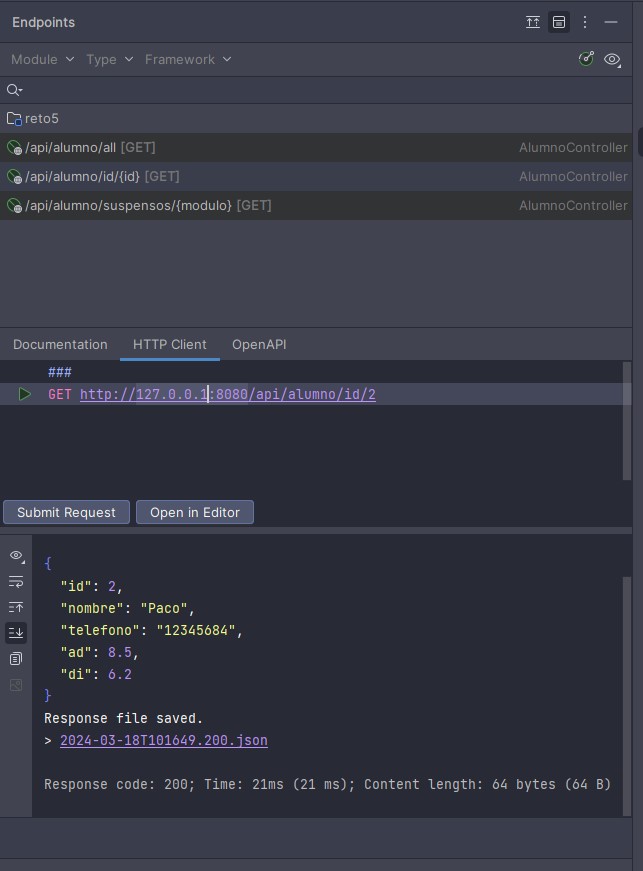 Endpoints
Module Type Framework
reto5
/api/alumno/all [GET] AlumnoController
/api/alumno/id/{id} [GET] AlumnoController
/api/alumno/suspensos/{modulo} [GET] AlumnoController
Documentation HTTP Client OpenAPI
###
GET http://127.0.0.1:8080/api/alumno/id/2
Submit Request Open in Editor
{
"id": 2,
"nombre": "Paco",
"telefono": "12345684",
"ad": 8.5,
"di": 6.2
}
Response file saved.
> 2024-03-18T101649.200.json
Response code: 200; Time: 21ms (21 ms); Content length: 64 bytes (64 B)